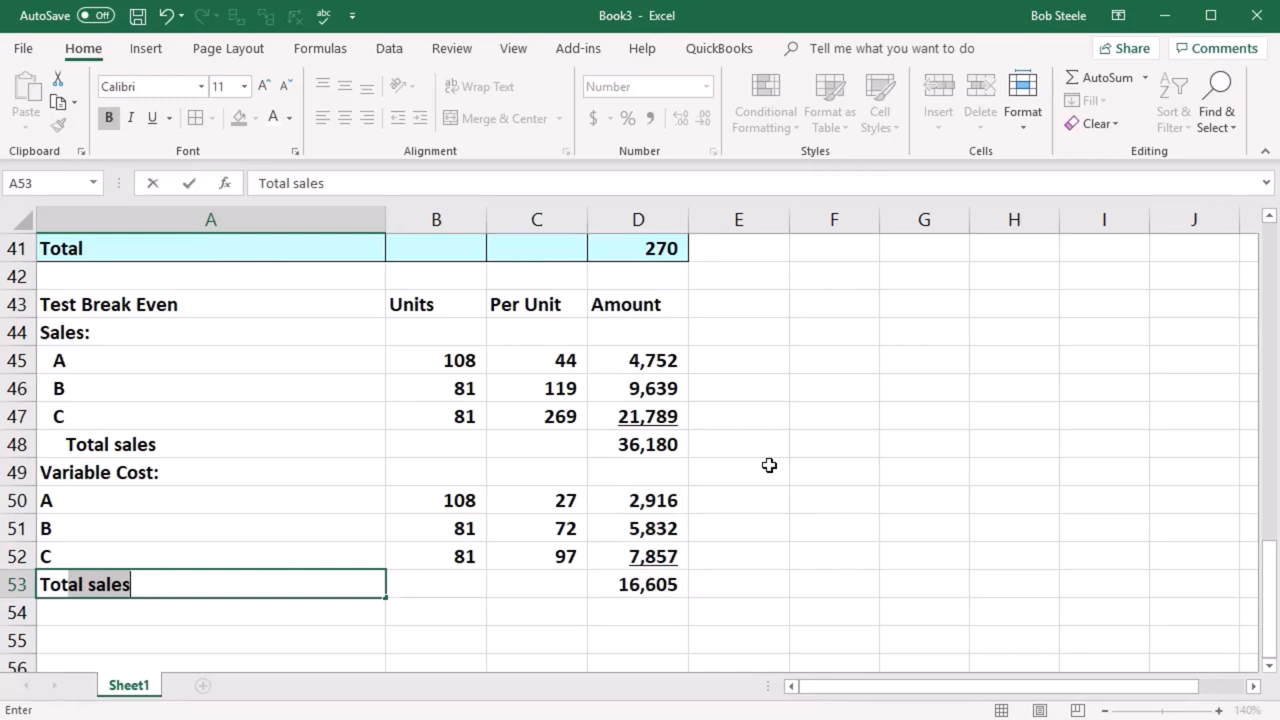 AutoSave Off Book3 - Excel Bob Steele
File Home Insert Page Layout Formulas Data Review View Add-ins Help QuickBooks Tell me what you want to do Share Comments
Calibri 11 A^ A˅ Wrap Text Number AutoSum
Paste Conditional Format as Cell Insert Delete Format Fill Sort & Find &
B I U A Merge & Center $ % Formatting Table Styles Clear Filter Select
Clipboard Font Alignment Number Styles Cells Editing
A53 fx Total sales
A B C D E F G H I J
41 Total 270
42
43 Test Break Even Units Per Unit Amount
44 Sales:
45 A 108 44 4,752
46 B 81 119 9,639
47 C 81 269 21,789
48 Total sales 36,180
49 Variable Cost:
50 A 108 27 2,916
51 B 81 72 5,832
52 C 81 97 7,857
53 Total sales 16,605
54
55
56
Sheet1
Enter 140%